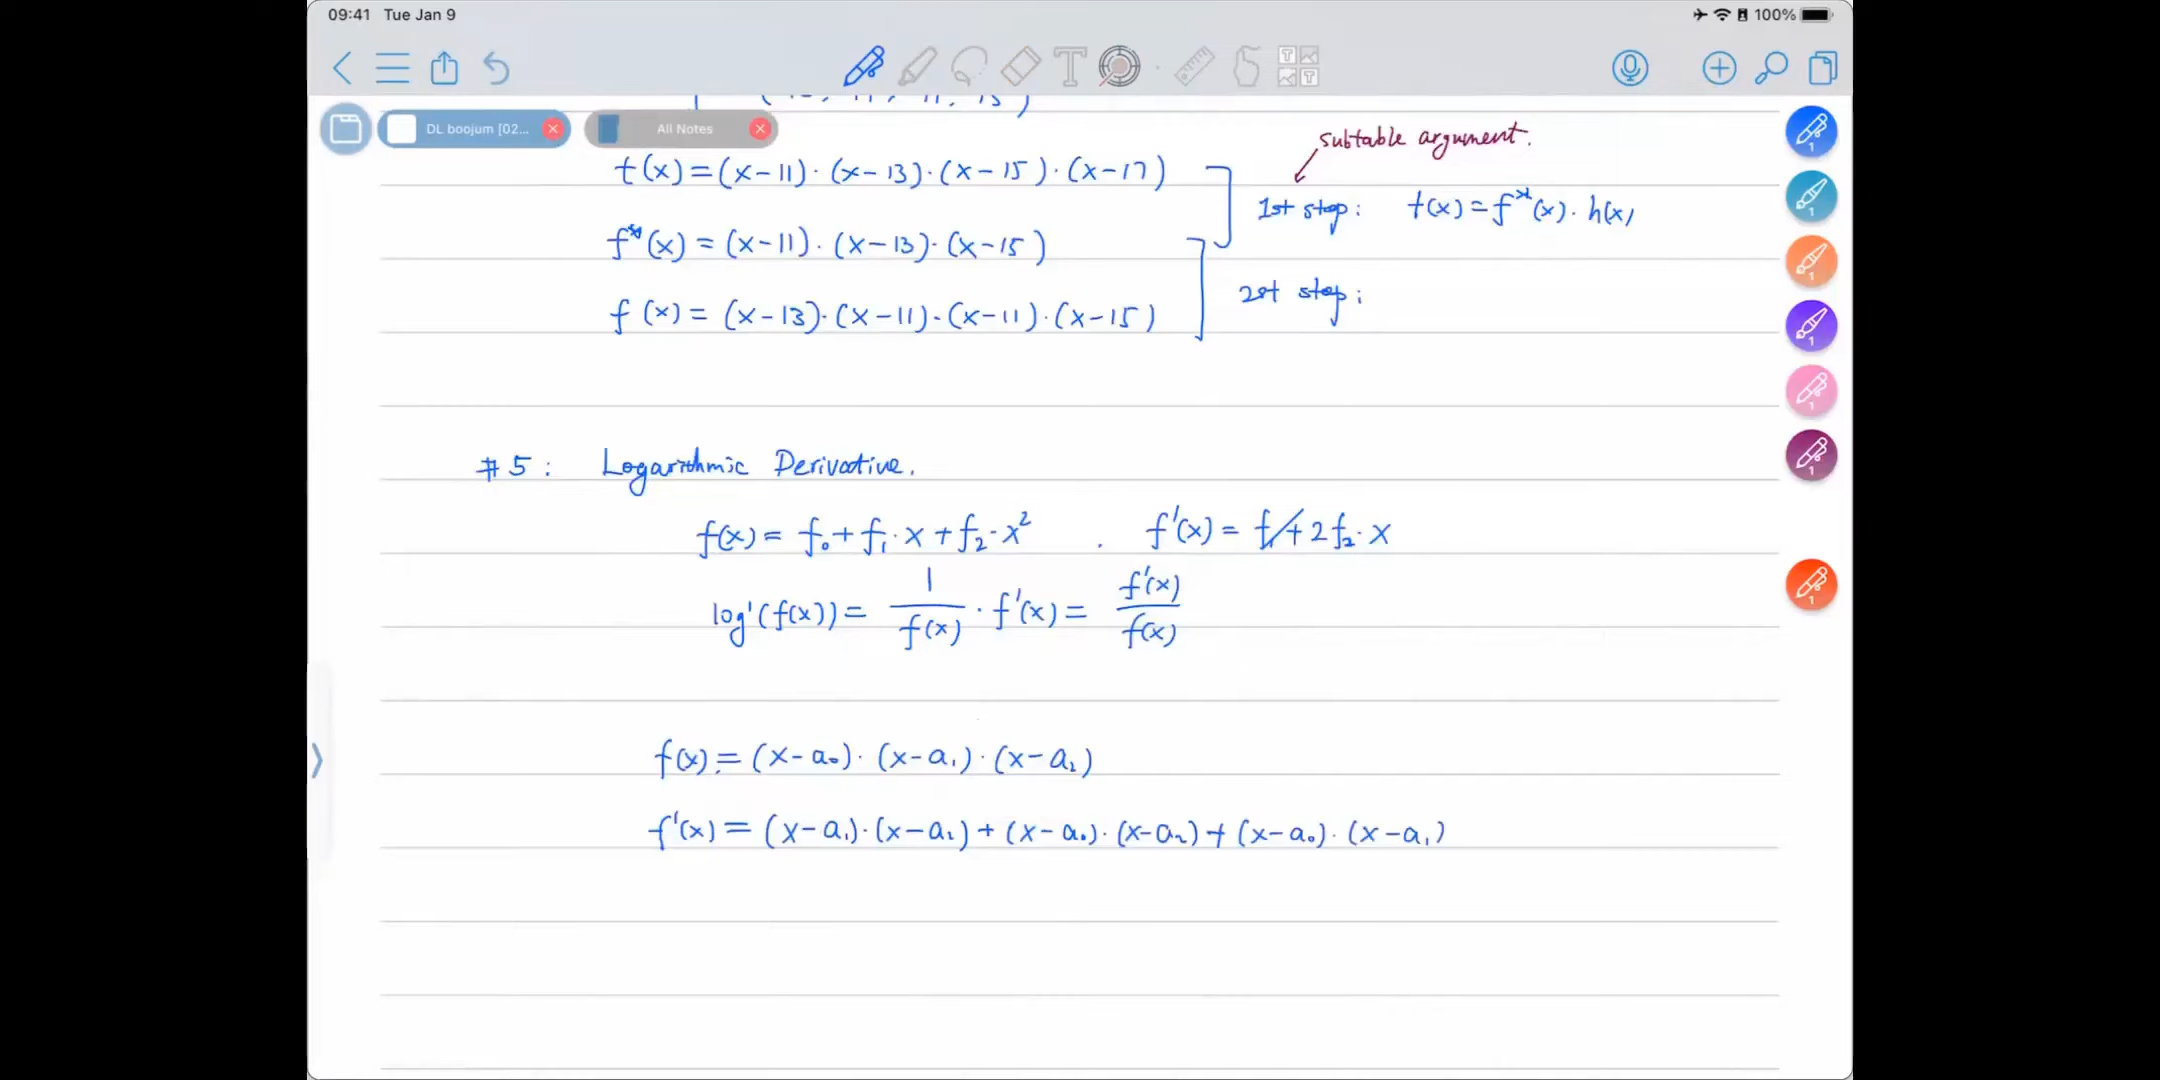 09:41 Tue Jan 9 100%
DL boojum [02... All Notes
subtable argument.
t(x) = (x-11)·(x-13)·(x-15)·(x-17)
1st step: t(x) = f*(x)·h(x)
f*(x) = (x-11)·(x-13)·(x-15)
2st step:
f(x) = (x-13)·(x-11)·(x-11)·(x-15)
#5: Logarithmic Derivative.
f(x) = f₀ + f₁·x + f₂·x² . f'(x) = f₁ + 2f₂·x
log'(f(x)) = 1/f(x) · f'(x) = f'(x)/f(x)
f(x) = (x-a₀)·(x-a₁)·(x-a₂)
f'(x) = (x-a₁)·(x-a₂) + (x-a₀)·(x-a₂) + (x-a₀)·(x-a₁)